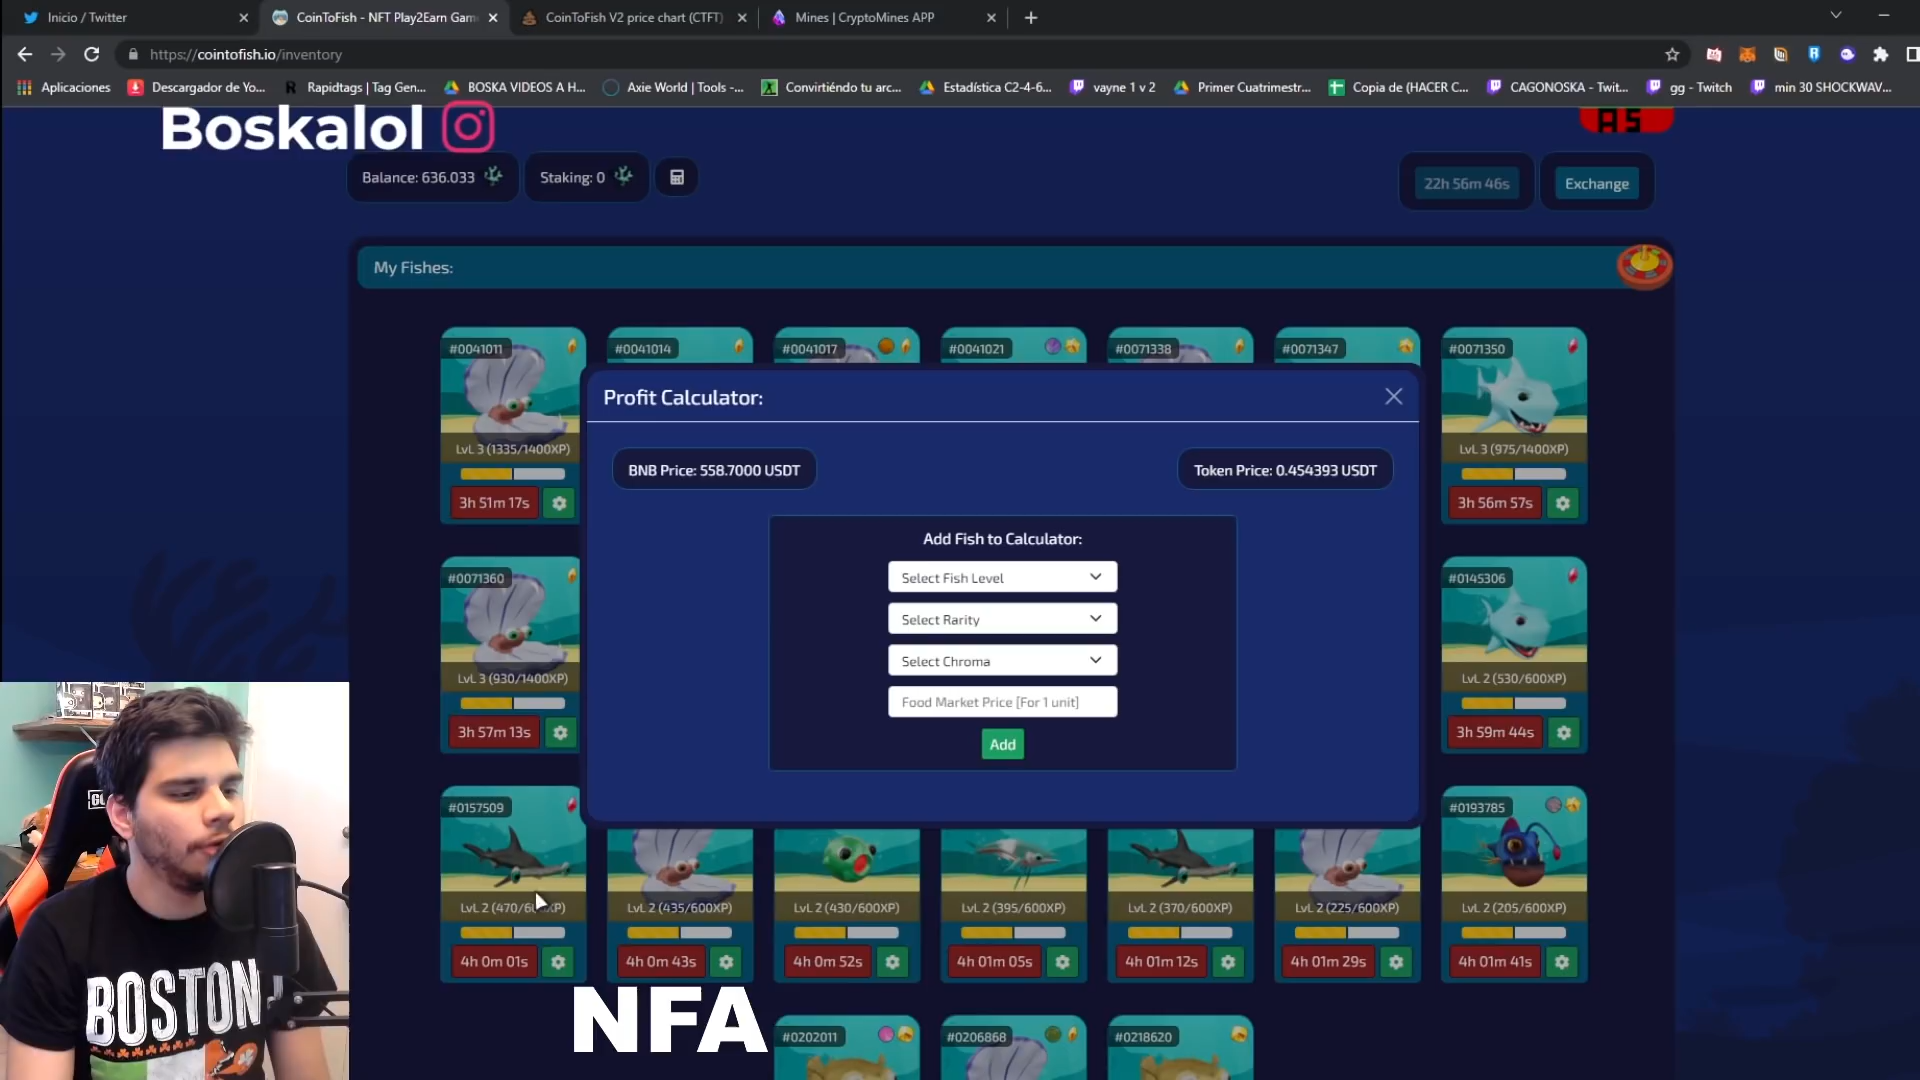 Inicio / Twitter
CoinToFish - NFT Play2Earn Gam
CoinToFish V2 price chart (CTFT)
Mines | CryptoMines APP
https://cointofish.io/inventory
Aplicaciones
Descargador de Yo...
Rapidtags | Tag Gen...
BOSKA VIDEOS A H...
Axie World | Tools -...
Convirtiéndo tu arc...
Estadística C2-4-6...
vayne 1 v 2
Primer Cuatrimestr...
Copia de (HACER C...
CAGONOSKA - Twit...
gg - Twitch
min 30 SHOCKWAV...
Boskalol
Balance: 636.033
Staking: 0
22h 56m 46s
Exchange
My Fishes:
#0041011
#0041014
#0041017
#0041021
#0071338
#0071347
#0071350
LvL 3 (1335/1400XP)
LvL 3 (975/1400XP)
3h 51m 17s
3h 56m 57s
Profit Calculator:
BNB Price: 558.7000 USDT
Token Price: 0.454393 USDT
Add Fish to Calculator:
Select Fish Level
Select Rarity
Select Chroma
Food Market Price [For 1 unit]
Add
#0071360
#0145306
LvL 3 (930/1400XP)
LvL 2 (530/600XP)
3h 57m 13s
3h 59m 44s
#0157509
#0193785
LvL 2 (470/600XP)
LvL 2 (435/600XP)
LvL 2 (430/600XP)
LvL 2 (395/600XP)
LvL 2 (370/600XP)
LvL 2 (225/600XP)
LvL 2 (205/600XP)
4h 0m 01s
4h 0m 43s
4h 0m 52s
4h 01m 05s
4h 01m 12s
4h 01m 29s
4h 01m 41s
BOSTON
NFA
#0202011
#0206868
#0218620